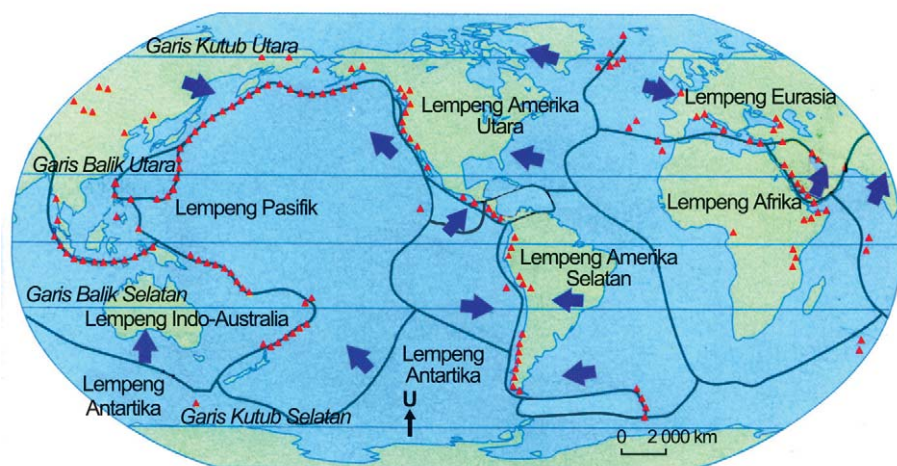 Garis Kutub Utara
Lempeng Amerika
Utara
Lempeng Eurasia
Garis Balik Utara
Lempeng Pasifik
Lempeng Afrika
Lempeng Amerika
Selatan
Garis Balik Selatan
Lempeng Indo-Australia
Lempeng
Antartika
Lempeng
Antartika
Garis Kutub Selatan
U
0 2 000 km